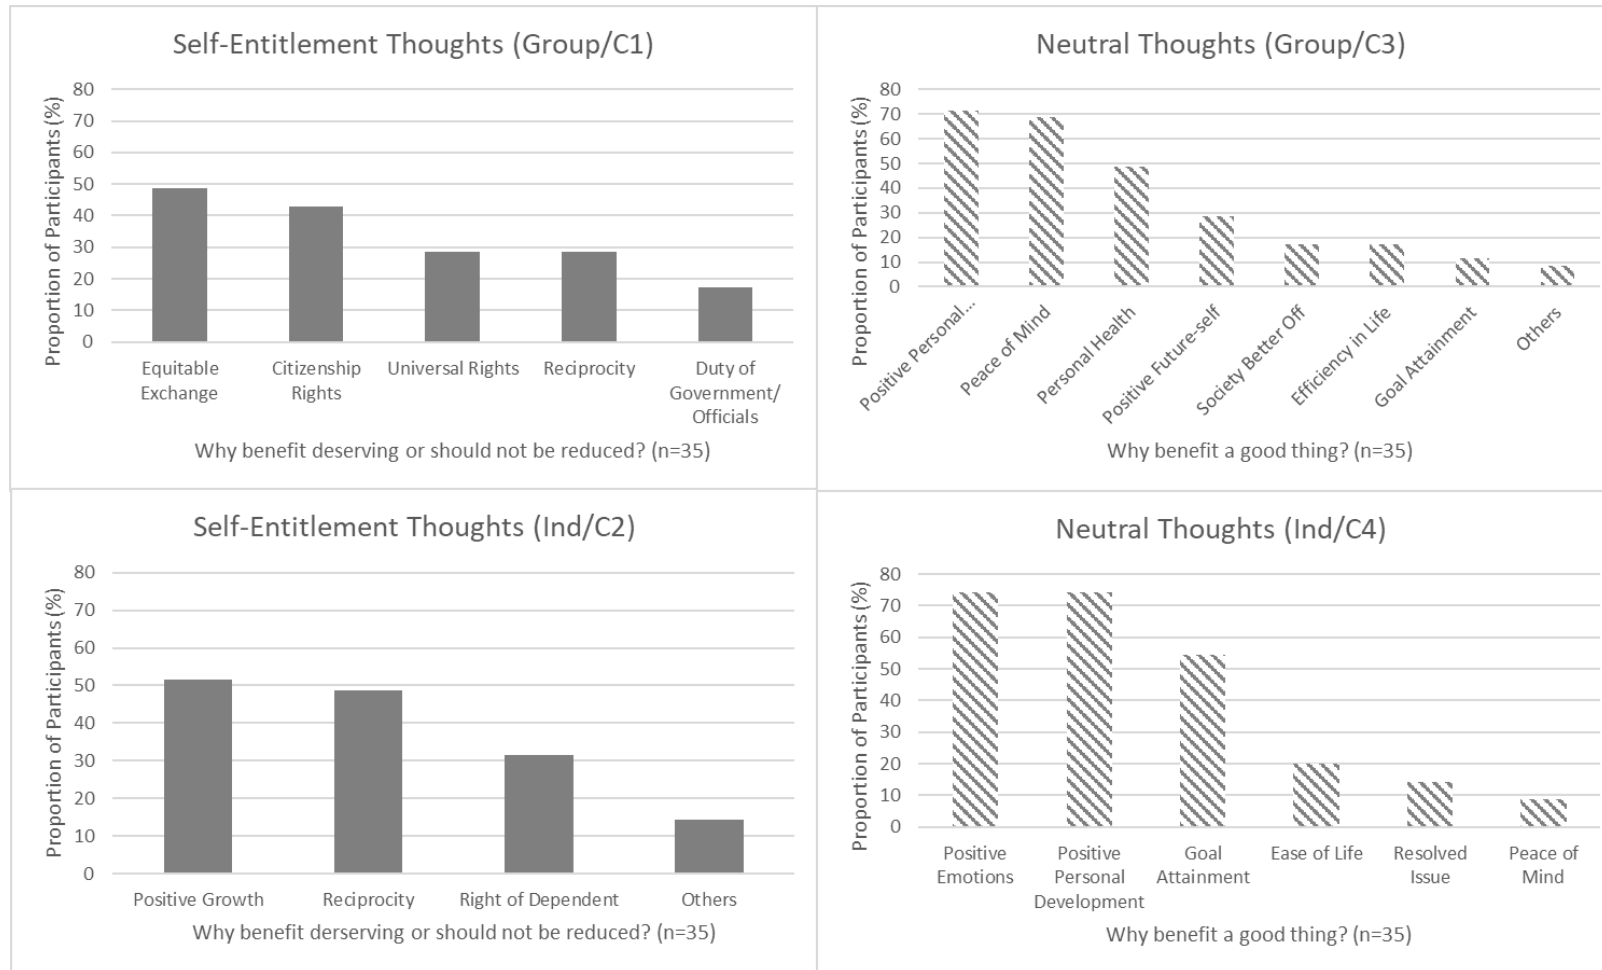 Self-Entitlement Thoughts (Group/C1)
Proportion of Participants (%)
80
70
60
50
40
30
20
10
0
Equitable Exchange
Citizenship Rights
Universal Rights
Reciprocity
Duty of Government/ Officials
Why benefit deserving or should not be reduced? (n=35)
Neutral Thoughts (Group/C3)
Proportion of Participants (%)
80
70
60
50
40
30
20
10
0
Positive Personal...
Peace of Mind
Personal Health
Positive Future-self
Society Better Off
Efficiency in Life
Goal Attainment
Others
Why benefit a good thing? (n=35)
Self-Entitlement Thoughts (Ind/C2)
Proportion of Participants (%)
80
70
60
50
40
30
20
10
0
Positive Growth
Reciprocity
Right of Dependent
Others
Why benefit derserving or should not be reduced? (n=35)
Neutral Thoughts (Ind/C4)
Proportion of Participants (%)
80
70
60
50
40
30
20
10
0
Positive Emotions
Positive Personal Development
Goal Attainment
Ease of Life
Resolved Issue
Peace of Mind
Why benefit a good thing? (n=35)